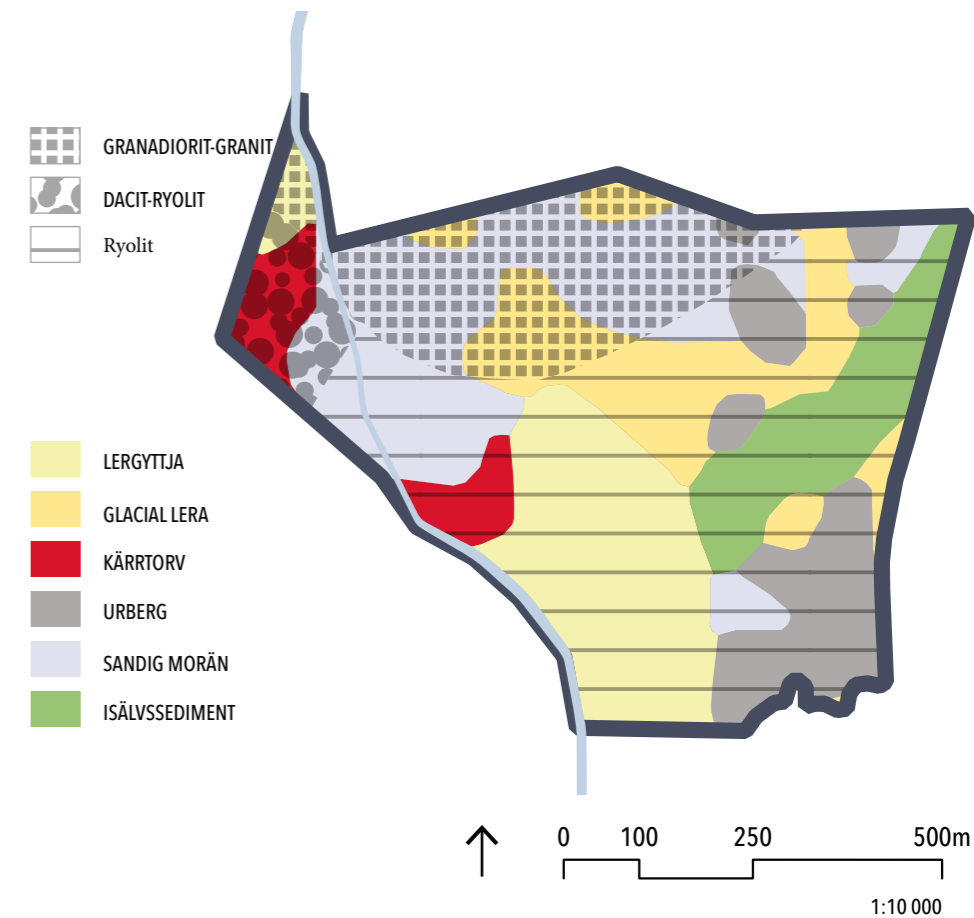 GRANADIORIT-GRANIT
DACIT-RYOLIT
Ryolit
LERGYTTJA
GLACIAL LERA
KÄRRTORV
URBERG
SANDIG MORÄN
ISÄLVSSEDIMENT
0 100 250 500m
1:10 000